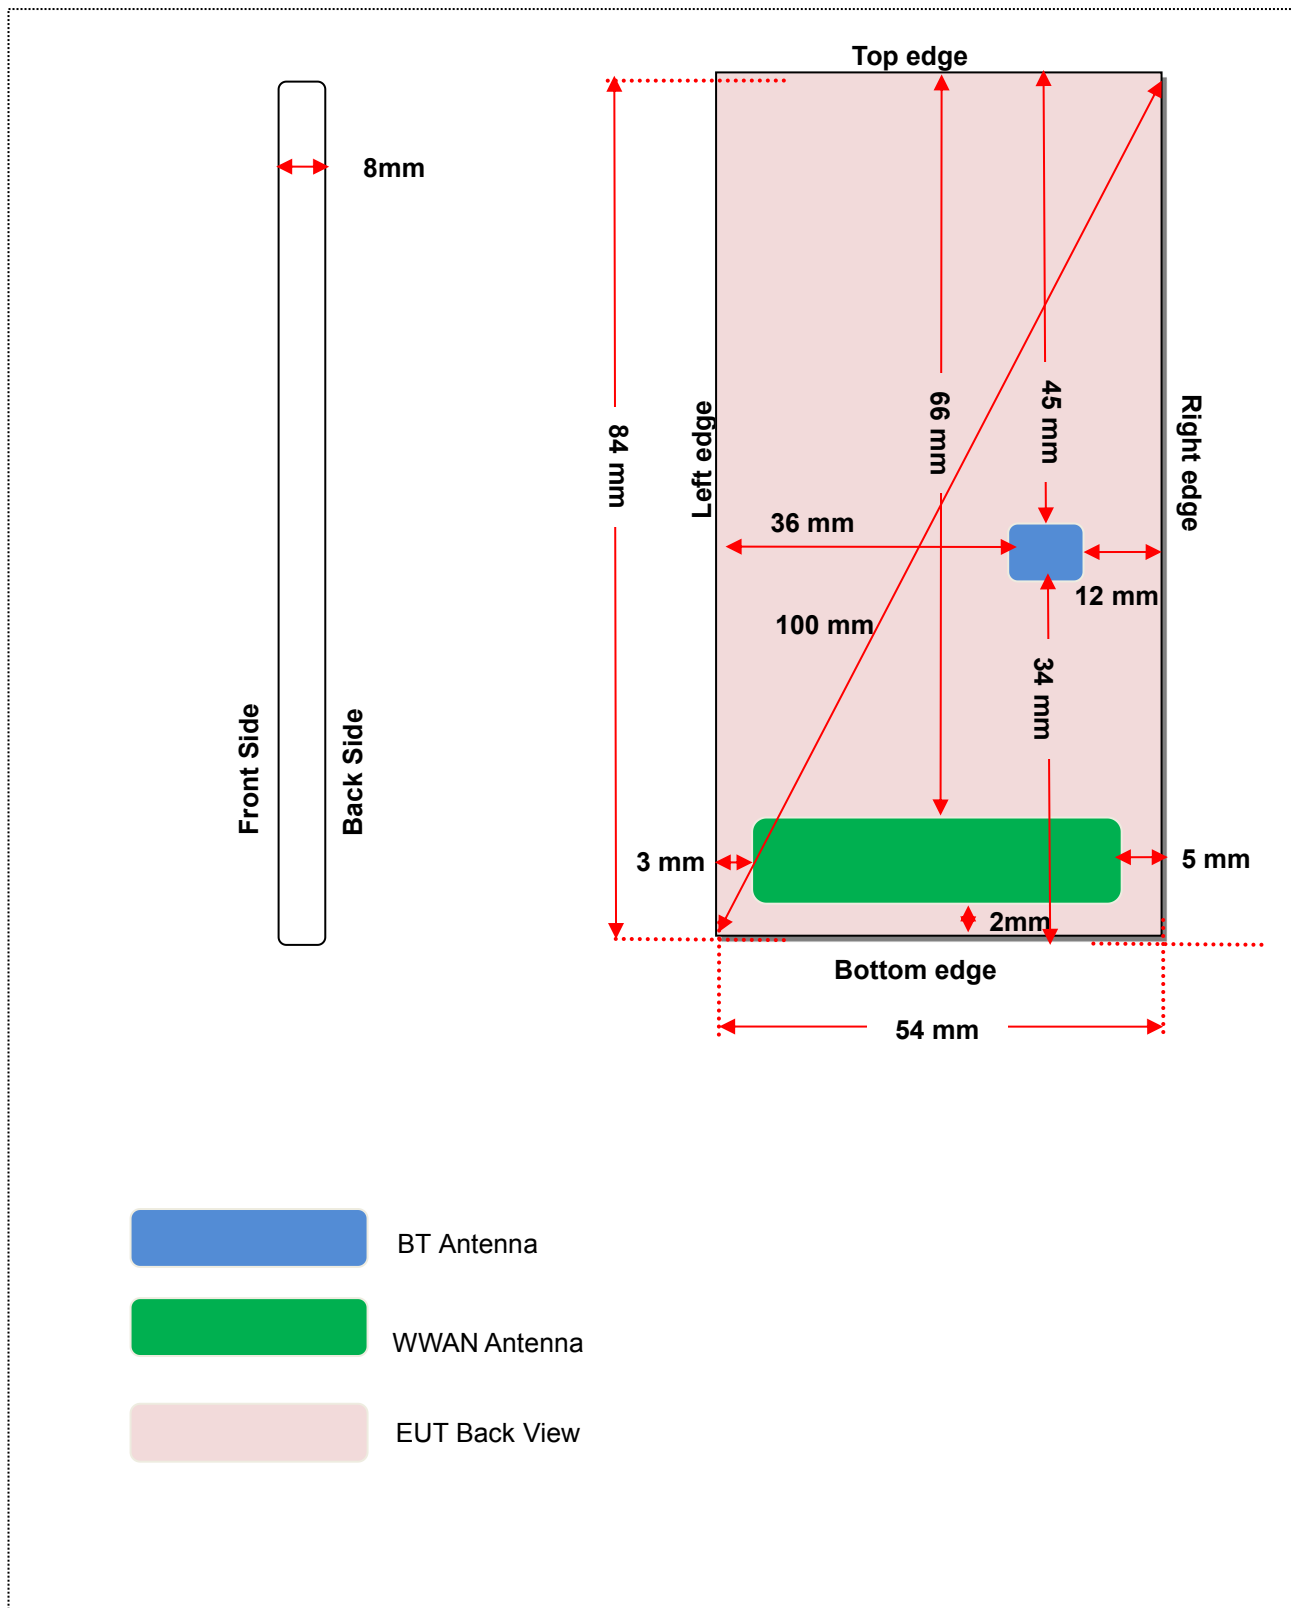 Top edge
8mm
84 mm
Left edge
66 mm
45 mm
Right edge
36 mm
12 mm
100 mm
34 mm
Front Side
Back Side
3 mm
5 mm
2mm
Bottom edge
54 mm
BT Antenna
WWAN Antenna
EUT Back View